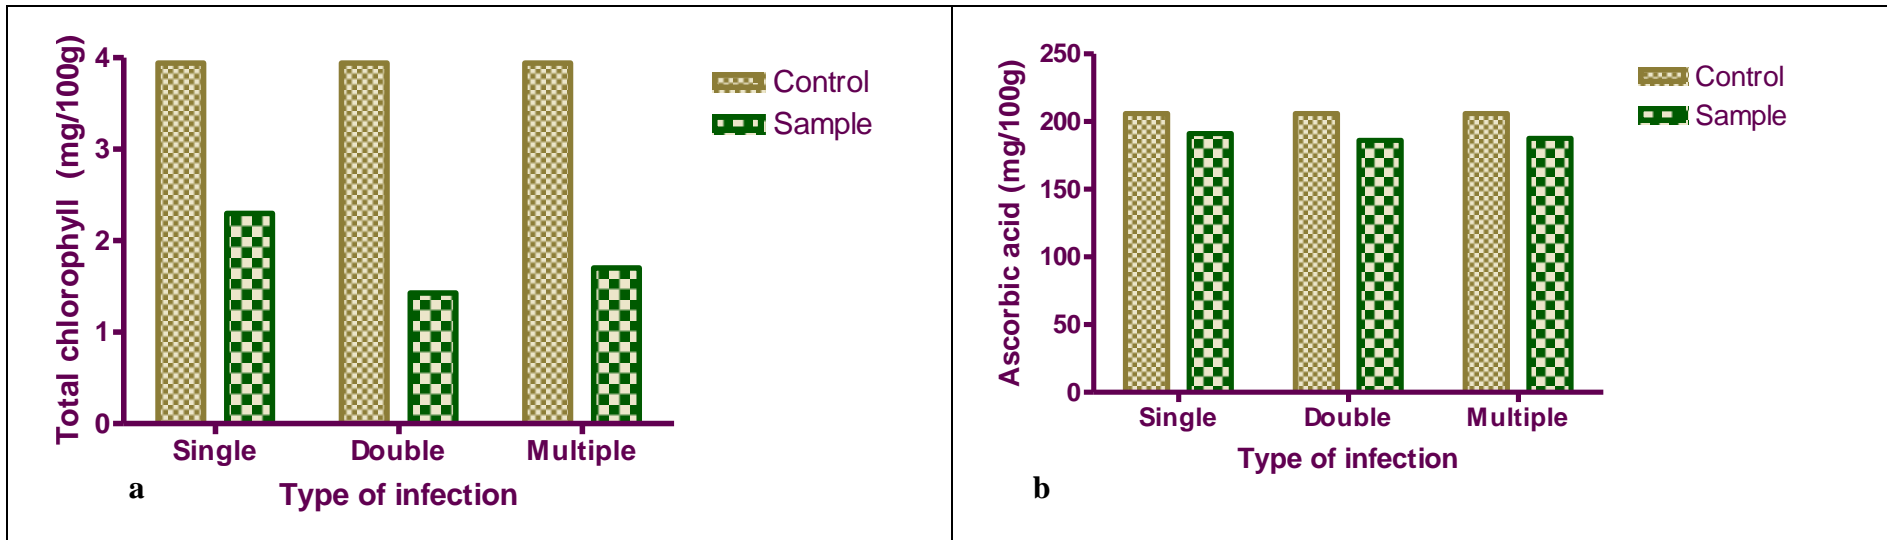 Total chlorophyll (mg/100g)
4
3
2
1
0
Single Double Multiple
Type of infection
Control
Sample
a
Ascorbic acid (mg/100g)
250
200
150
100
50
0
Single Double Multiple
Type of infection
Control
Sample
b